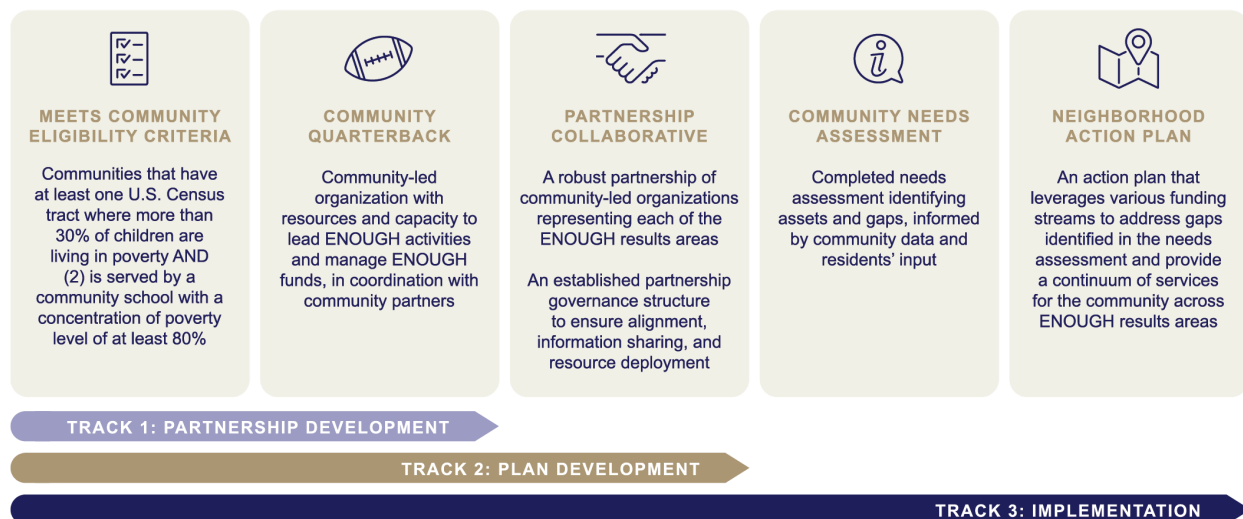 MEETS COMMUNITY
ELIGIBILITY CRITERIA
Communities that have
at least one U.S. Census
tract where more than
30% of children are
living in poverty AND
(2) is served by a
community school with a
concentration of poverty
level of at least 80%
COMMUNITY
QUARTERBACK
Community-led
organization with
resources and capacity to
lead ENOUGH activities
and manage ENOUGH
funds, in coordination with
community partners
PARTNERSHIP
COLLABORATIVE
A robust partnership of
community-led organizations
representing each of the
ENOUGH results areas
An established partnership
governance structure
to ensure alignment,
information sharing, and
resource deployment
COMMUNITY NEEDS
ASSESSMENT
Completed needs
assessment identifying
assets and gaps, informed
by community data and
residents’ input
NEIGHBORHOOD
ACTION PLAN
An action plan that
leverages various funding
streams to address gaps
identified in the needs
assessment and provide
a continuum of services
for the community across
ENOUGH results areas
TRACK 1: PARTNERSHIP DEVELOPMENT
TRACK 2: PLAN DEVELOPMENT
TRACK 3: IMPLEMENTATION